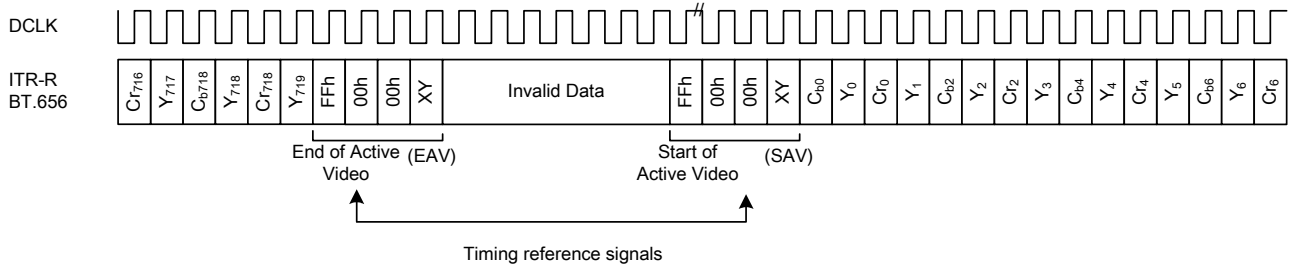 DCLK
//
ITR-R
BT.656
Cr716 Y717 Cb718 Y718 Cr718 Y719 FFh 00h 00h XY Invalid Data FFh 00h 00h XY Cb0 Y0 Cr0 Y1 Cb2 Y2 Cr2 Y3 Cb4 Y4 Cr4 Y5 Cb6 Y6 Cr6
End of Active (EAV)
Video
Start of (SAV)
Active Video
Timing reference signals